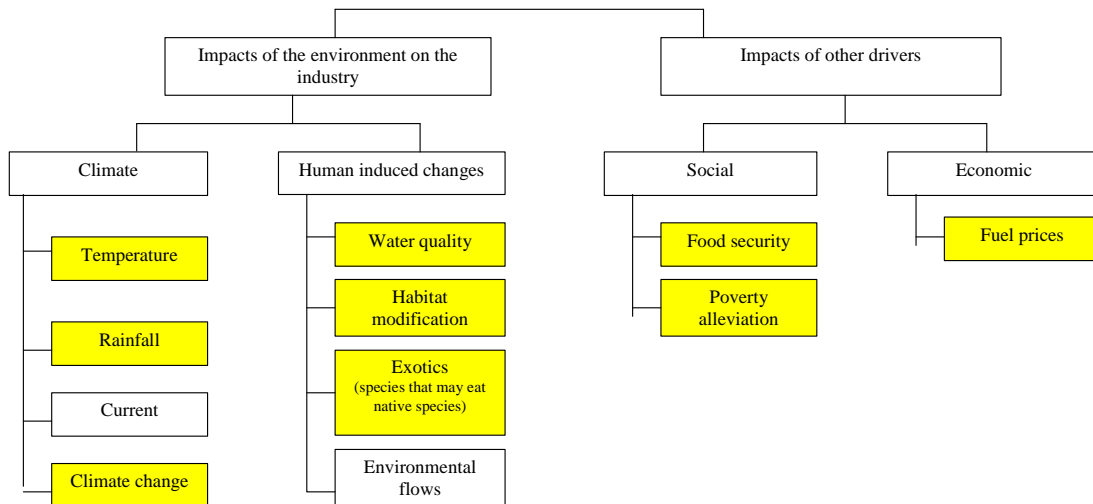 Impacts of the environment on the
industry
Impacts of other drivers
Climate
Human induced changes
Social
Economic
Temperature
Rainfall
Current
Climate change
Water quality
Habitat
modification
Exotics
(species that may eat
native species)
Environmental
flows
Food security
Poverty
alleviation
Fuel prices